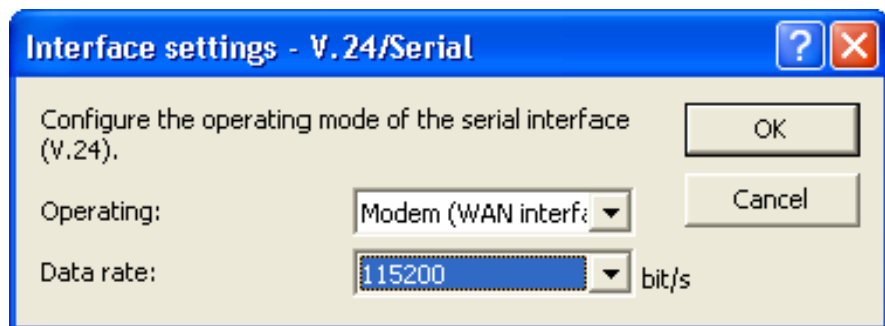 Interface settings - V.24/Serial
Configure the operating mode of the serial interface
(V.24).
OK
Cancel
Operating: Modem (WAN interfa
Data rate: 115200 bit/s